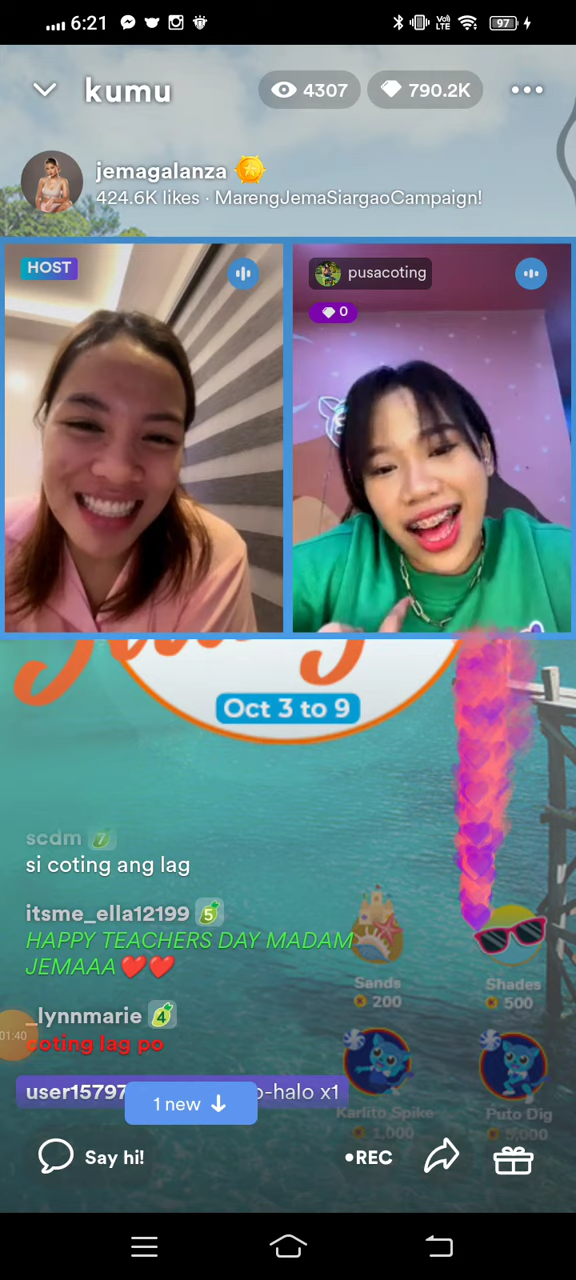 6:21
Voll LTE
97
kumu
4307
790.2K
jemagalanza
424.6K likes · MarengJemaSiargaoCampaign!
HOST
pusacoting
0
Oct 3 to 9
scdm 7
si coting ang lag
itsme_ella12199 5
HAPPY TEACHERS DAY MADAM
JEMAAA ❤️❤️
Sands
200
Shades
500
_lynnmarie 4
01:40
coting lag po
user15797
o-halo x1
1 new
Karlito Spike
1,000
Puto Dig
5,000
Say hi!
•REC